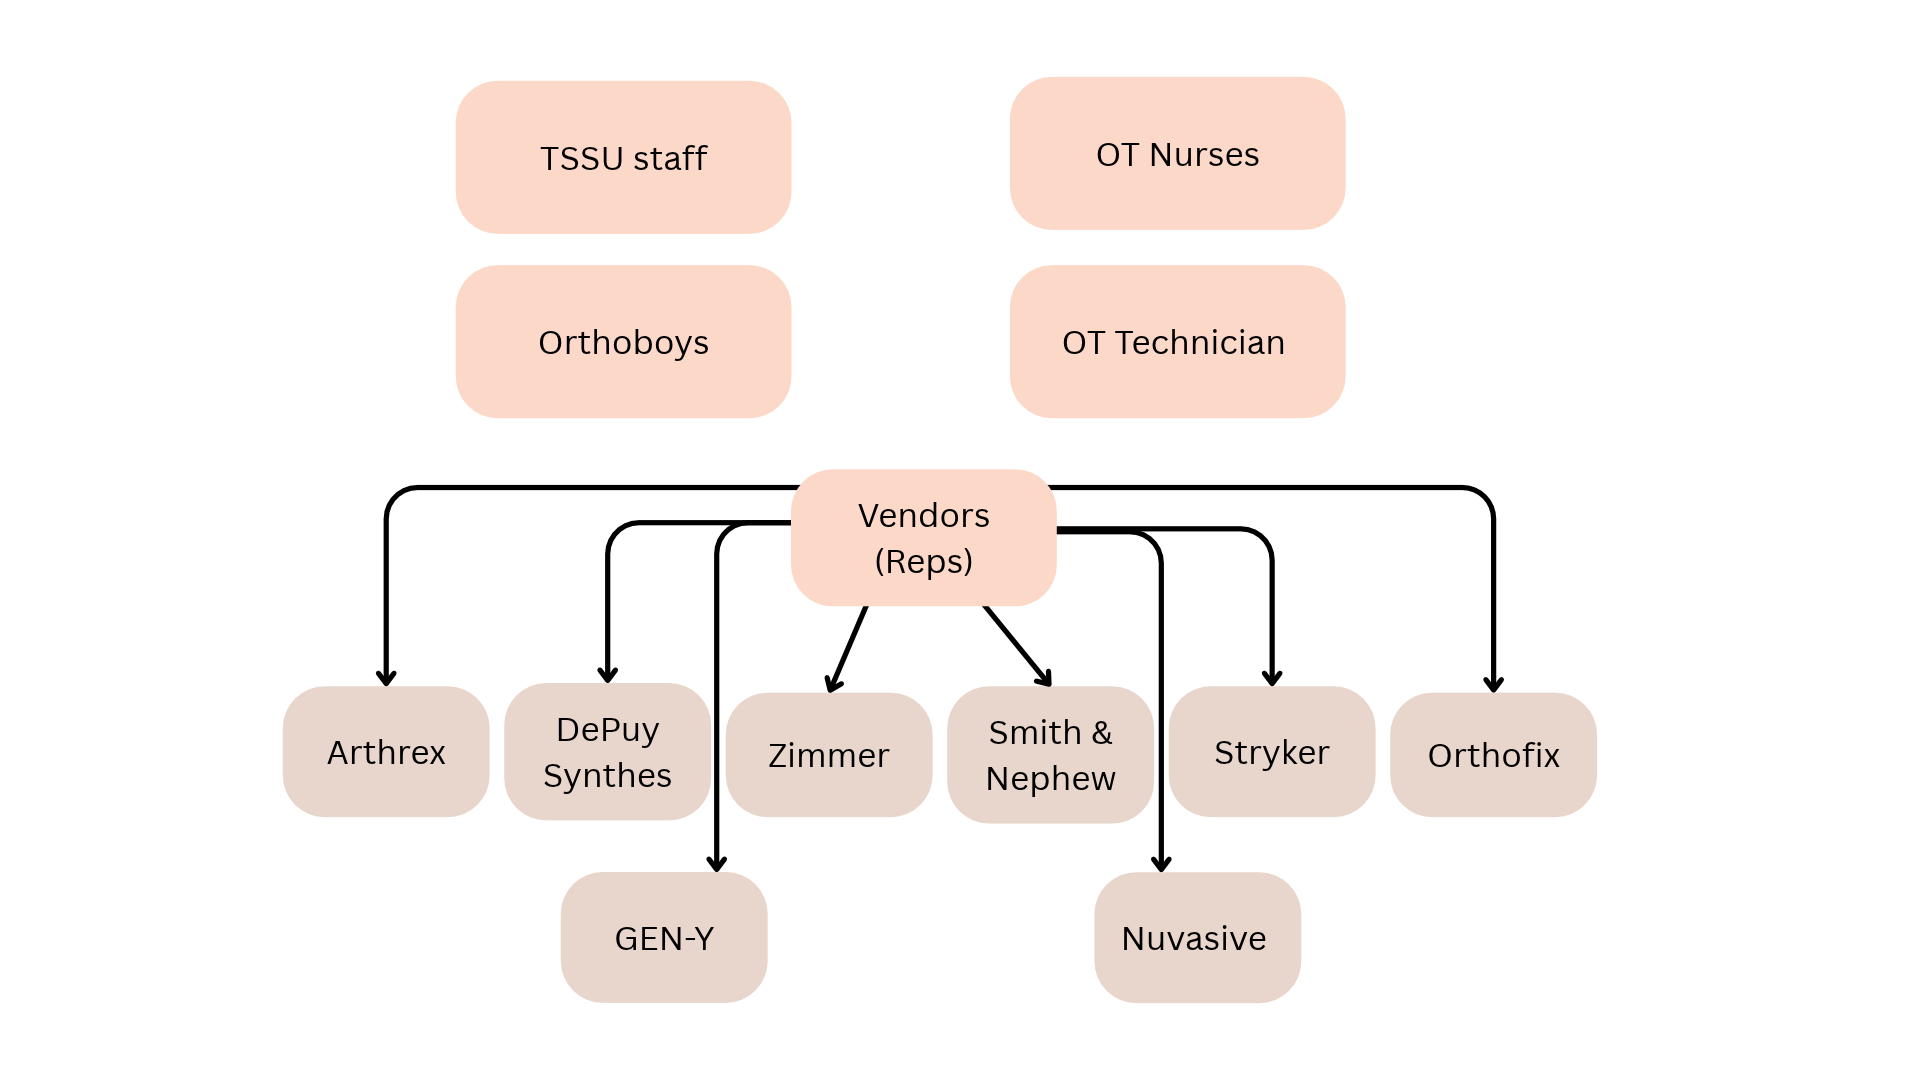 TSSU staff
OT Nurses
Orthoboys
OT Technician
Vendors
(Reps)
Arthrex
DePuy
Synthes
Zimmer
Smith &
Nephew
Stryker
Orthofix
GEN-Y
Nuvasive